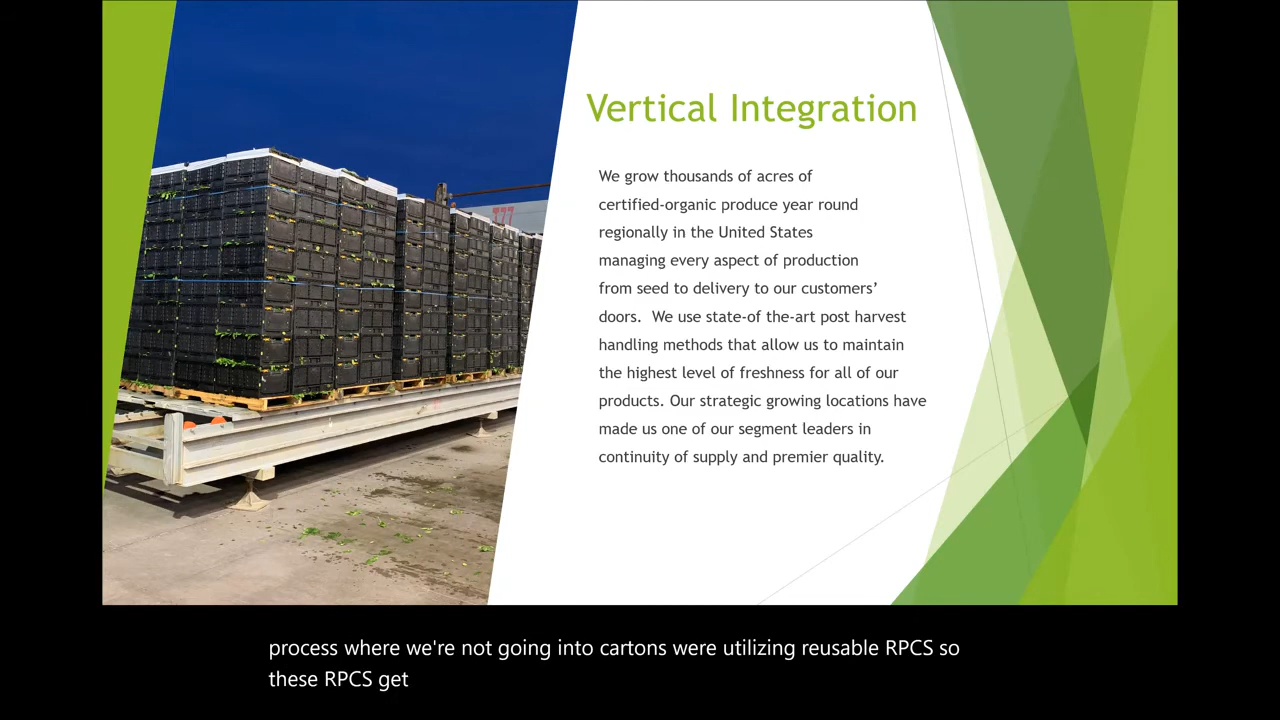 Vertical Integration
We grow thousands of acres of
certified-organic produce year round
regionally in the United States
managing every aspect of production
from seed to delivery to our customers’
doors.  We use state-of the-art post harvest
handling methods that allow us to maintain
the highest level of freshness for all of our
products. Our strategic growing locations have
made us one of our segment leaders in
continuity of supply and premier quality.
process where we're not going into cartons were utilizing reusable RPCS so
these RPCS get